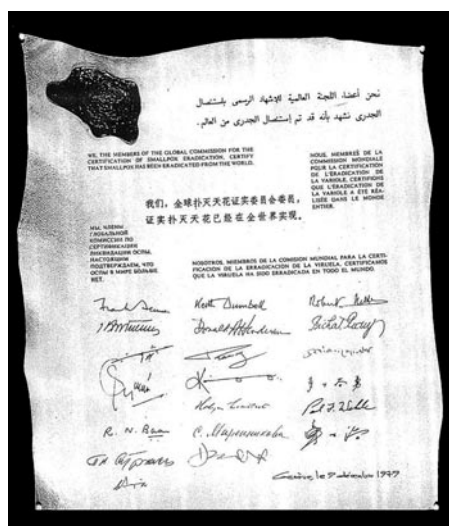 نحن أعضاء اللجنة العالمية للإشهاد الرسمي باستئصال
الجدري نشهد بأنه قد تم إستئصال الجدري من العالم.
WE, THE MEMBERS OF THE GLOBAL COMMISSION FOR THE
CERTIFICATION OF SMALLPOX ERADICATION, CERTIFY
THAT SMALLPOX HAS BEEN ERADICATED FROM THE WORLD.
NOUS, MEMBRES DE LA
COMMISSION MONDIALE
POUR LA CERTIFICATION
DE L'ÉRADICATION DE
LA VARIOLE, CERTIFIONS
QUE L'ÉRADICATION DE
LA VARIOLE A ÉTÉ RÉA-
LISÉE DANS LE MONDE
ENTIER.
我们，全球扑灭天花证实委员会委员，
证实扑灭天花已经在全世界实现。
МЫ, ЧЛЕНЫ
ГЛОБАЛЬНОЙ
КОМИССИИ ПО
СЕРТИФИКАЦИИ
ЛИКВИДАЦИИ ОСПЫ,
НАСТОЯЩИМ
ПОДТВЕРЖДАЕМ, ЧТО
ОСПЫ В МИРЕ БОЛЬШЕ
НЕТ.
NOSOTROS, MIEMBROS DE LA COMISION MUNDIAL PARA LA CERTI-
FICACION DE LA ERRADICACION DE LA VIRUELA, CERTIFICAMOS
QUE LA VIRUELA HA SIDO ERRADICADA EN TODO EL MUNDO.
Keith Dumbell
Donald A Henderson
R. N. Basu
С. Маренникова
Genève, le 9 décembre 1979